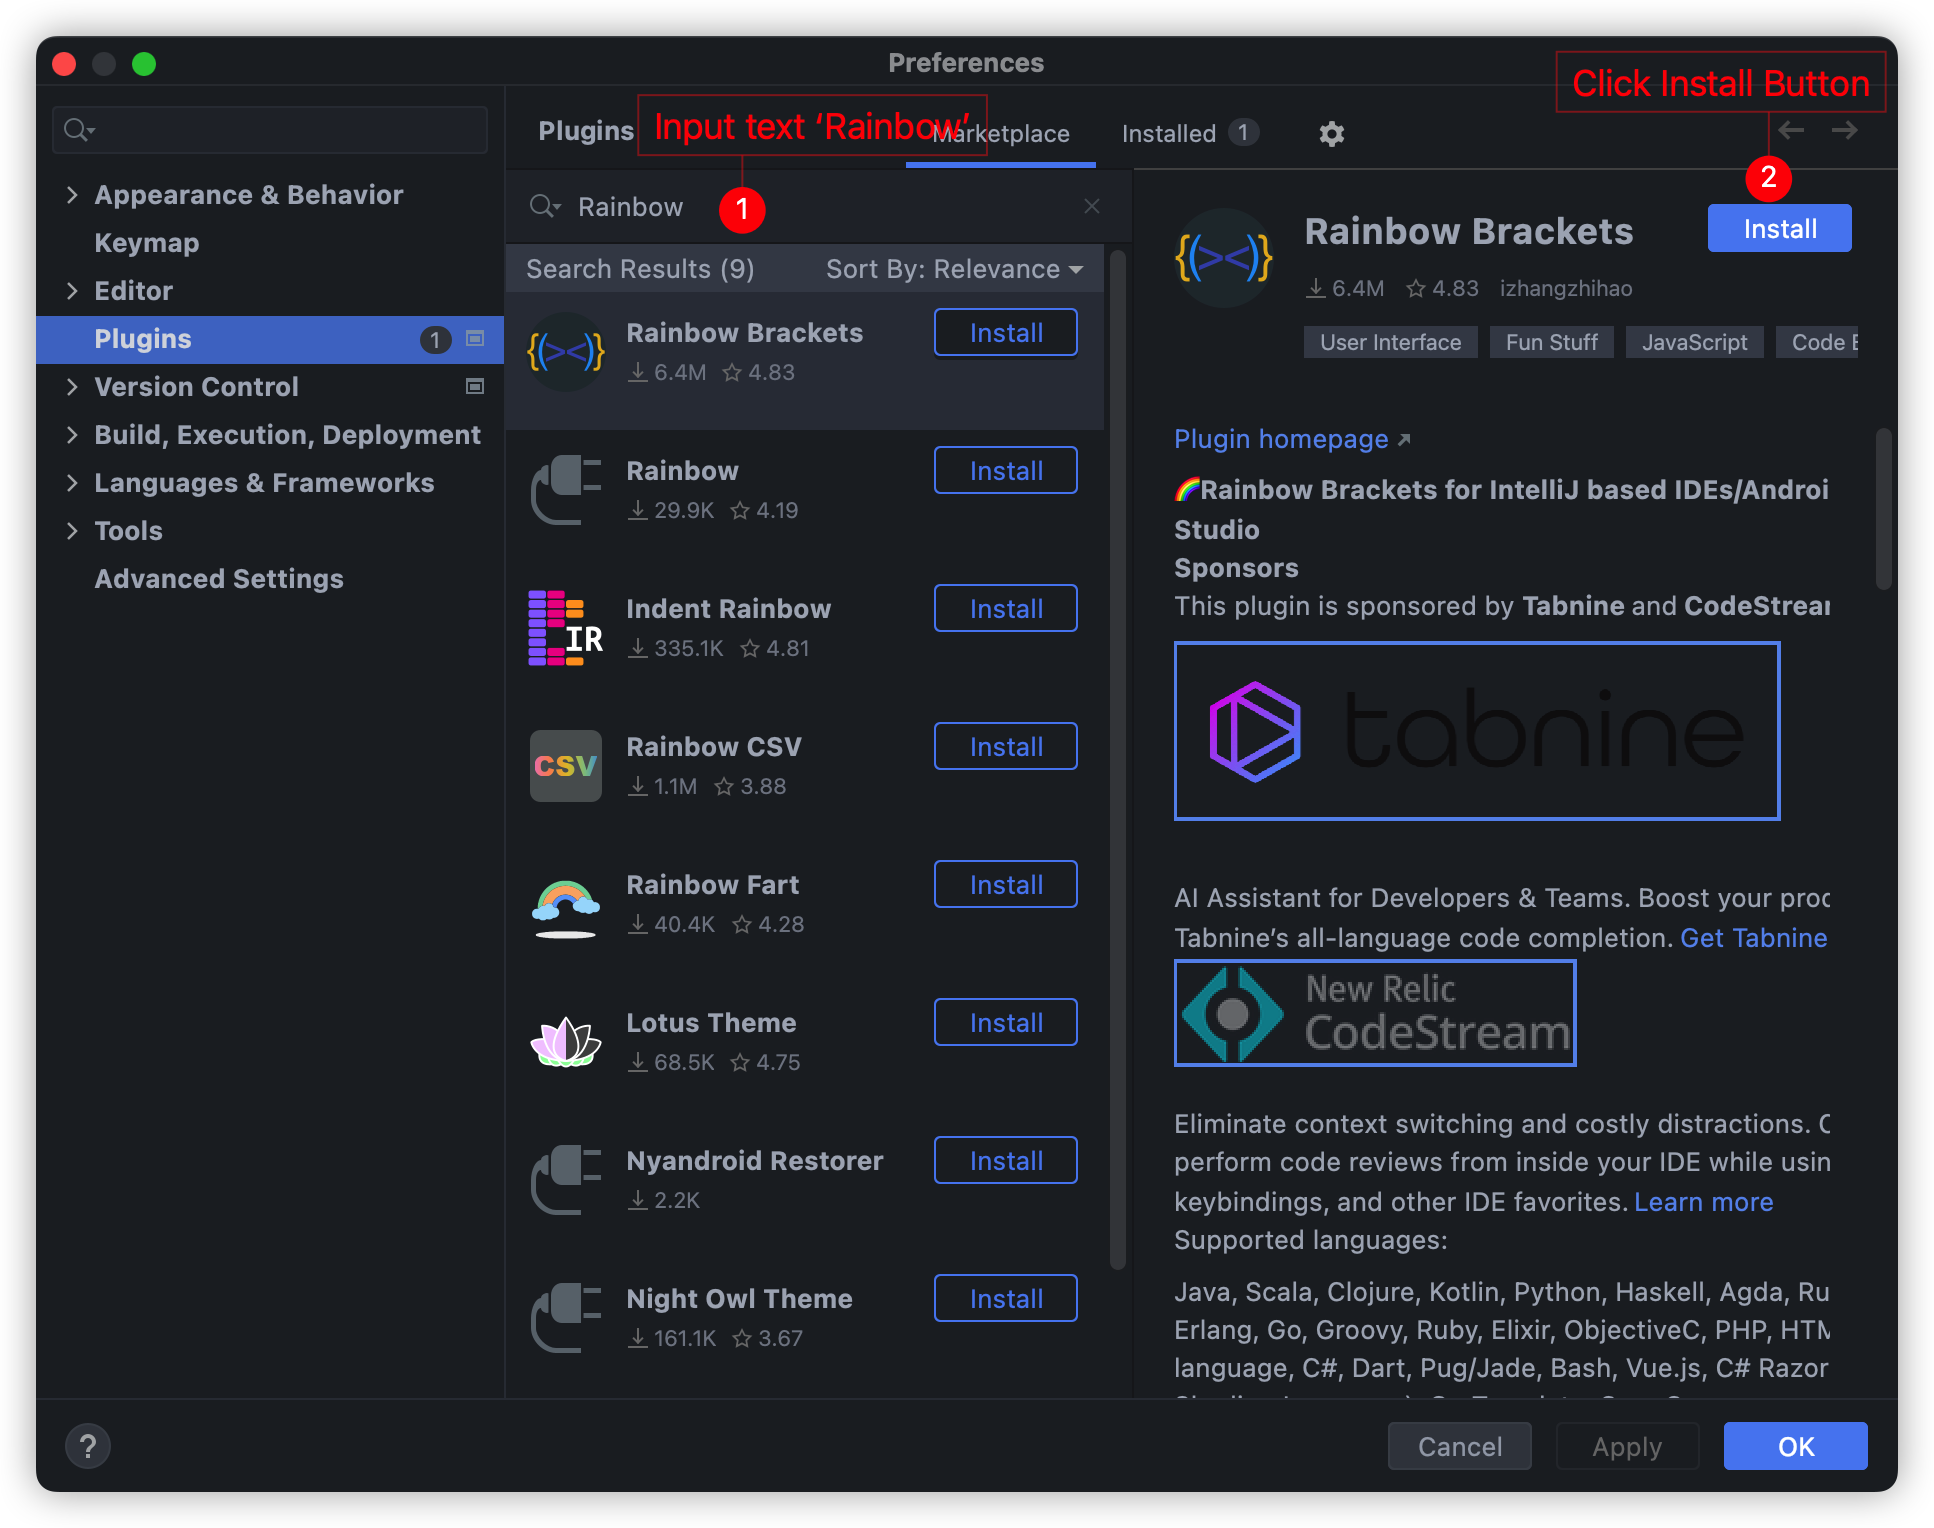 Preferences
Click Install Button
2
Plugins
Input text ‘Rainbow’
Marketplace
Installed 1
1
Appearance & Behavior
Keymap
Editor
Plugins 1
Version Control
Build, Execution, Deployment
Languages & Frameworks
Tools
Advanced Settings
Rainbow
Search Results (9) Sort By: Relevance
Rainbow Brackets Install
6.4M 4.83
Rainbow Install
29.9K 4.19
IR
Indent Rainbow Install
335.1K 4.81
CSV
Rainbow CSV Install
1.1M 3.88
Rainbow Fart Install
40.4K 4.28
Lotus Theme Install
68.5K 4.75
Nyandroid Restorer Install
2.2K
Night Owl Theme Install
161.1K 3.67
{(><)}
Rainbow Brackets Install
6.4M 4.83 izhangzhihao
User Interface Fun Stuff JavaScript Code
Plugin homepage
Rainbow Brackets for IntelliJ based IDEs/Androi
Studio
Sponsors
This plugin is sponsored by Tabnine and CodeStrear
tabnine
AI Assistant for Developers & Teams. Boost your proc
Tabnine’s all-language code completion. Get Tabnine
New Relic
CodeStream
Eliminate context switching and costly distractions.
perform code reviews from inside your IDE while usin
keybindings, and other IDE favorites. Learn more
Supported languages:
Java, Scala, Clojure, Kotlin, Python, Haskell, Agda, Ru
Erlang, Go, Groovy, Ruby, Elixir, ObjectiveC, PHP, HTM
language, C#, Dart, Pug/Jade, Bash, Vue.js, C# Razor
? Cancel Apply OK